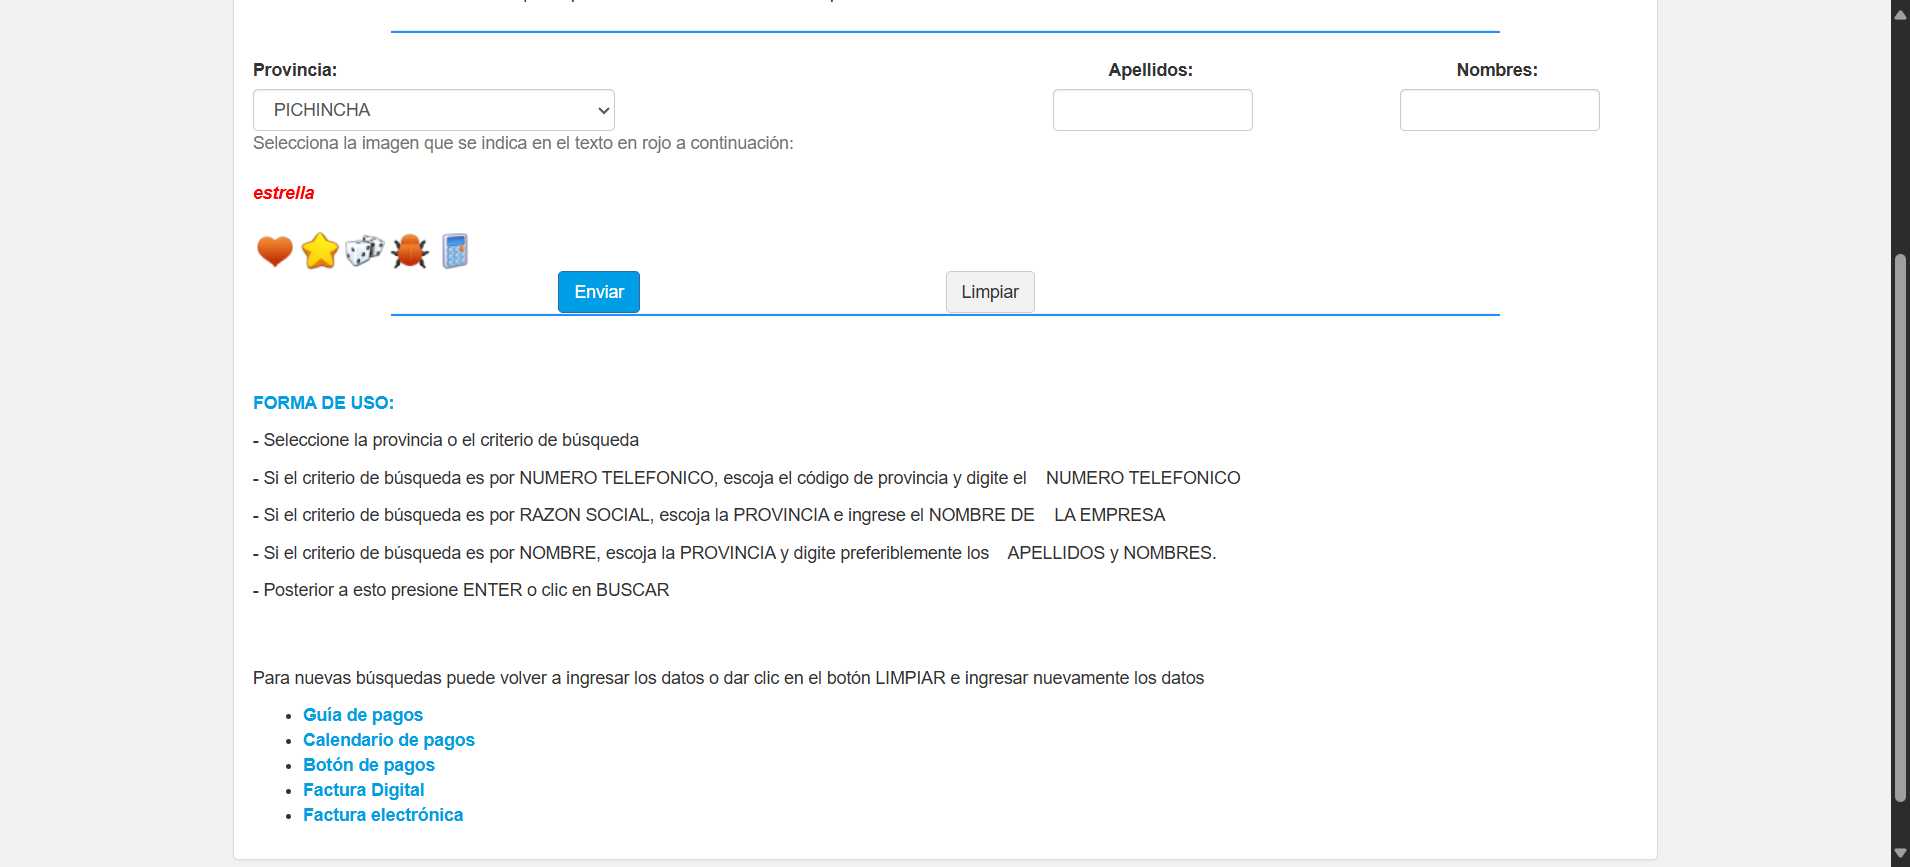 Provincia: Apellidos: Nombres:
PICHINCHA
Selecciona la imagen que se indica en el texto en rojo a continuación:
estrella
Enviar Limpiar
FORMA DE USO:
- Seleccione la provincia o el criterio de búsqueda
- Si el criterio de búsqueda es por NUMERO TELEFONICO, escoja el código de provincia y digite el NUMERO TELEFONICO
- Si el criterio de búsqueda es por RAZON SOCIAL, escoja la PROVINCIA e ingrese el NOMBRE DE LA EMPRESA
- Si el criterio de búsqueda es por NOMBRE, escoja la PROVINCIA y digite preferiblemente los APELLIDOS y NOMBRES.
- Posterior a esto presione ENTER o clic en BUSCAR
Para nuevas búsquedas puede volver a ingresar los datos o dar clic en el botón LIMPIAR e ingresar nuevamente los datos
• Guía de pagos
• Calendario de pagos
• Botón de pagos
• Factura Digital
• Factura electrónica